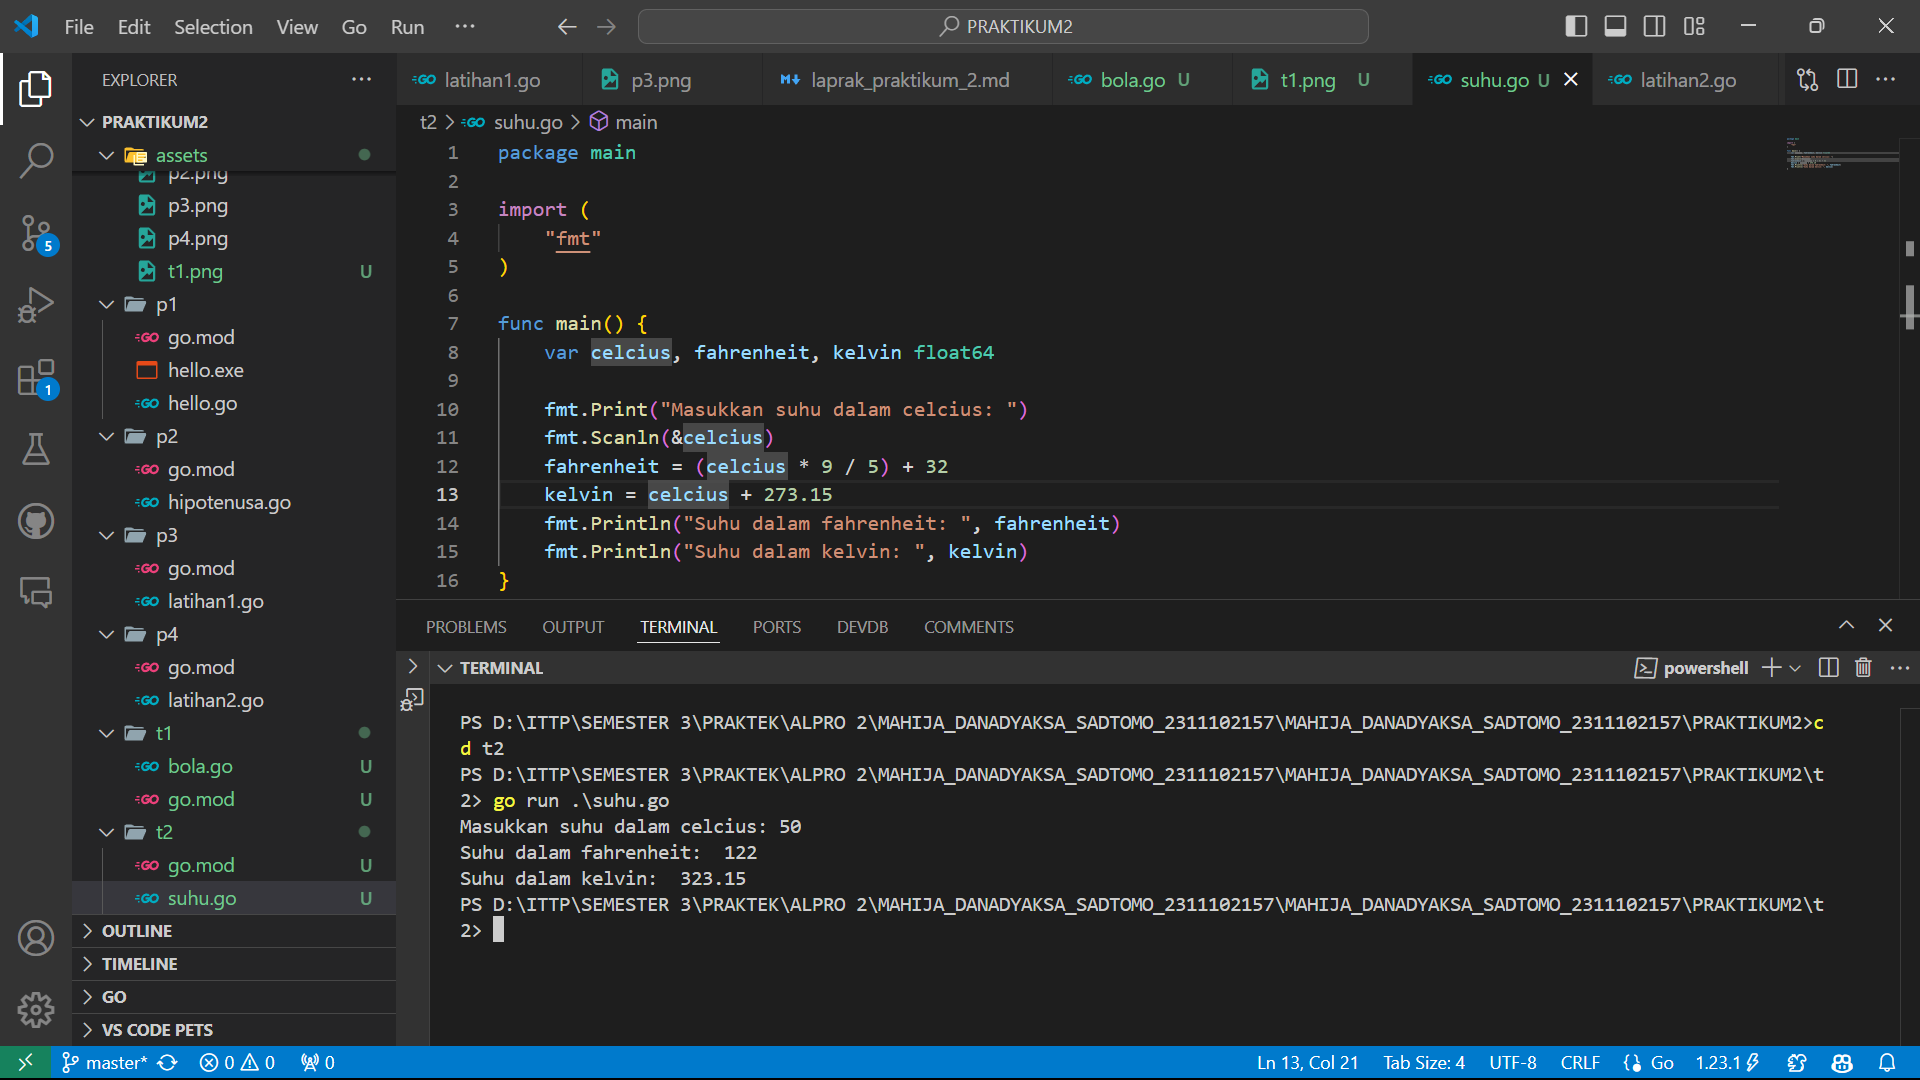 File Edit Selection View Go Run ···
PRAKTIKUM2
EXPLORER ···
latihan1.go p3.png laprak_praktikum_2.md bola.go U t1.png U suhu.go U latihan2.go ···
PRAKTIKUM2
assets
p2.png
p3.png
p4.png
t1.png U
p1
go.mod
hello.exe
hello.go
p2
go.mod
hipotenusa.go
p3
go.mod
latihan1.go
p4
go.mod
latihan2.go
t1
bola.go U
go.mod U
t2
go.mod U
suhu.go U
OUTLINE
TIMELINE
GO
VS CODE PETS
5
1
t2 > suhu.go > main
1 package main
2
3 import (
4 "fmt"
5 )
6
7 func main() {
8 var celcius, fahrenheit, kelvin float64
9
10 fmt.Print("Masukkan suhu dalam celcius: ")
11 fmt.Scanln(&celcius)
12 fahrenheit = (celcius * 9 / 5) + 32
13 kelvin = celcius + 273.15
14 fmt.Println("Suhu dalam fahrenheit: ", fahrenheit)
15 fmt.Println("Suhu dalam kelvin: ", kelvin)
16 }
PROBLEMS OUTPUT TERMINAL PORTS DEVDB COMMENTS
TERMINAL powershell ···
PS D:\ITTP\SEMESTER 3\PRAKTEK\ALPRO 2\MAHIJA_DANADYAKSA_SADTOMO_2311102157\MAHIJA_DANADYAKSA_SADTOMO_2311102157\PRAKTIKUM2>c
d t2
PS D:\ITTP\SEMESTER 3\PRAKTEK\ALPRO 2\MAHIJA_DANADYAKSA_SADTOMO_2311102157\MAHIJA_DANADYAKSA_SADTOMO_2311102157\PRAKTIKUM2\t
2> go run .\suhu.go
Masukkan suhu dalam celcius: 50
Suhu dalam fahrenheit:  122
Suhu dalam kelvin:  323.15
PS D:\ITTP\SEMESTER 3\PRAKTEK\ALPRO 2\MAHIJA_DANADYAKSA_SADTOMO_2311102157\MAHIJA_DANADYAKSA_SADTOMO_2311102157\PRAKTIKUM2\t
2>
master* 0 0 0 Ln 13, Col 21 Tab Size: 4 UTF-8 CRLF {} Go 1.23.1